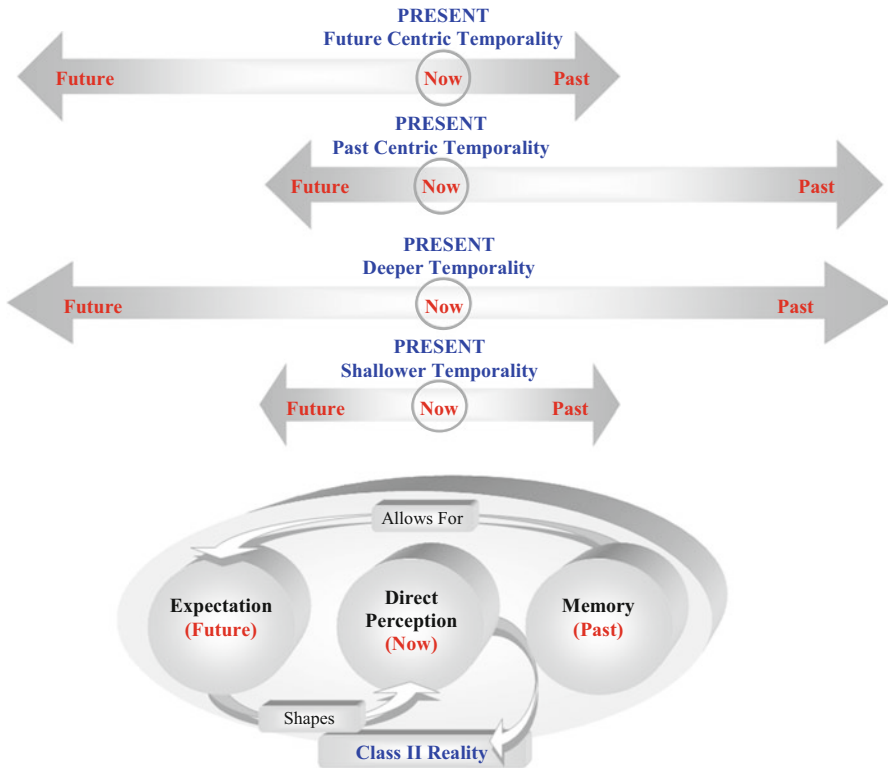 PRESENT
Future Centric Temporality
Future Now Past
PRESENT
Past Centric Temporality
Future Now Past
PRESENT
Deeper Temporality
Future Now Past
PRESENT
Shallower Temporality
Future Now Past
Allows For
Expectation
(Future)
Direct
Perception
(Now)
Memory
(Past)
Shapes
Class II Reality